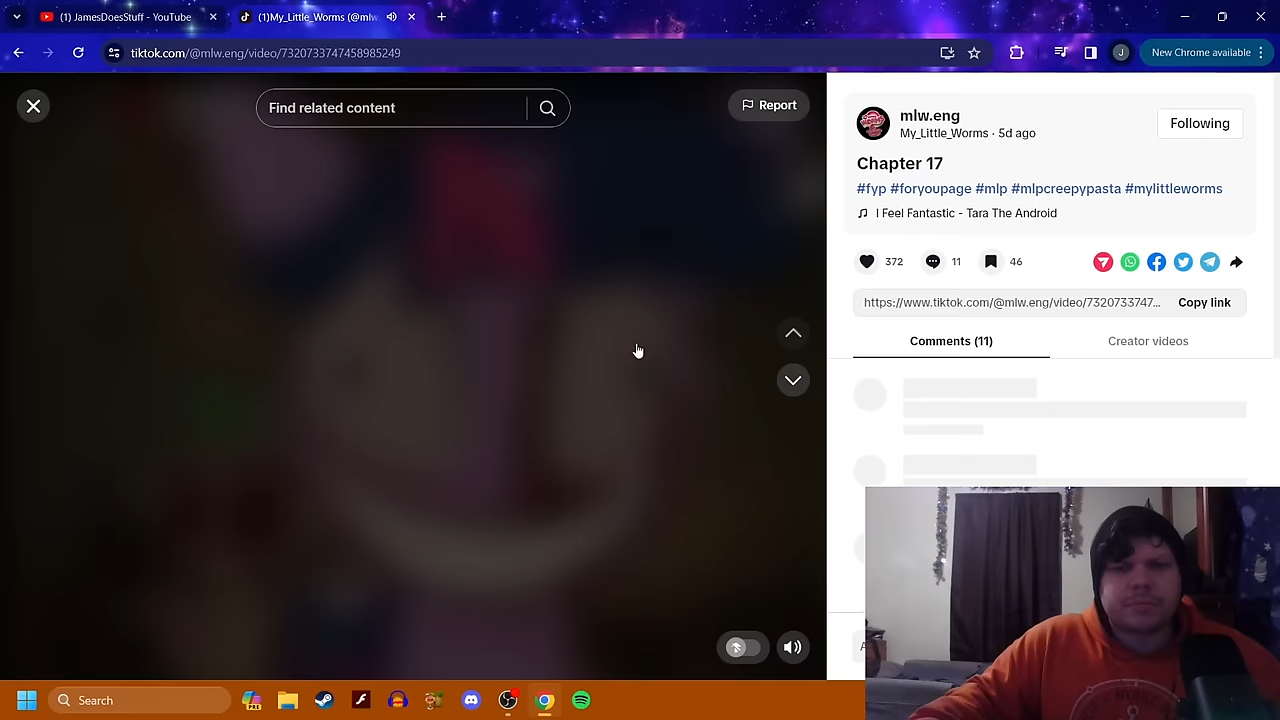 (1) JamesDoesStuff - YouTube
(1)My_Little_Worms (@mlw
tiktok.com/@mlw.eng/video/7320733747458985249
J
New Chrome available
Find related content
Report
mlw.eng
My_Little_Worms · 5d ago
Following
Chapter 17
#fyp #foryoupage #mlp #mlpcreepypasta #mylittleworms
I Feel Fantastic - Tara The Android
372
11
46
https://www.tiktok.com/@mlw.eng/video/7320733747...
Copy link
Comments (11)
Creator videos
Search
PRE